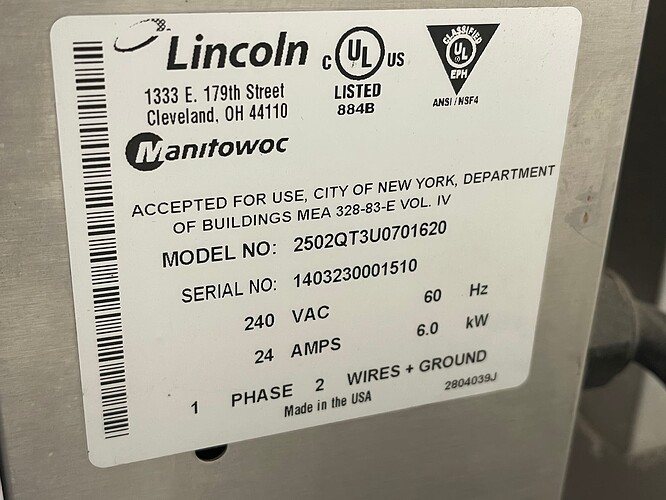 Lincoln
1333 E. 179th Street
Cleveland, OH 44110
Manitowoc
C UL US
LISTED
884B
CLASSIFIED
UL
EPH
ANSI/NSF4
ACCEPTED FOR USE, CITY OF NEW YORK, DEPARTMENT
OF BUILDINGS MEA 328-83-E VOL. IV
MODEL NO: 2502QT3U0701620
SERIAL NO: 1403230001510
240 VAC 60 Hz
24 AMPS 6.0 kW
1 PHASE 2 WIRES + GROUND
Made in the USA 2804039J